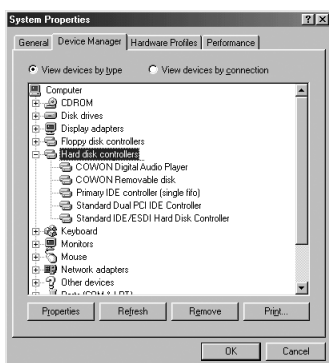 System Properties
General Device Manager Hardware Profiles Performance
View devices by type View devices by connection
Computer
CDROM
Disk drives
Display adapters
Floppy disk controllers
Hard disk controllers
COWON Digital Audio Player
COWON Removable disk
Primary IDE controller (single fifo)
Standard Dual PCI IDE Controller
Standard IDE/ESDI Hard Disk Controller
Keyboard
Monitors
Mouse
Network adapters
Other devices
Ports (COM & LPT)
Properties Refresh Remove Print...
OK Cancel